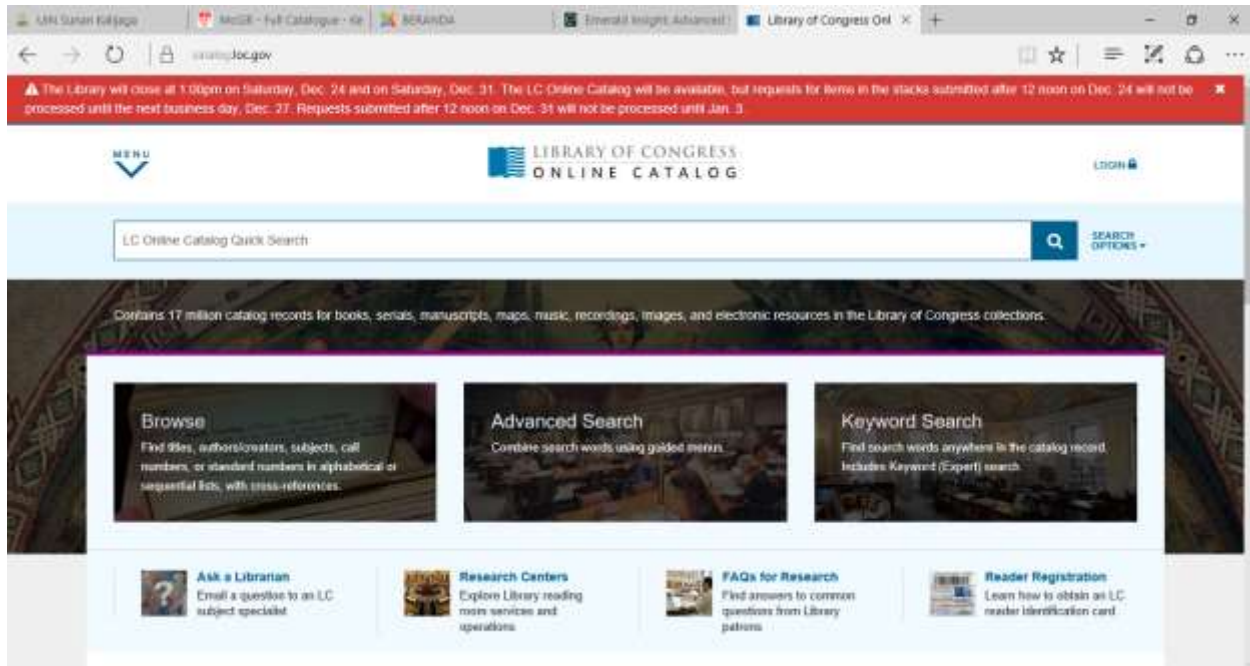 UIN Sunan Kalijaga
McGill - Full Catalogue - Ke
BERANDA
Emerald Insight: Advanced
Library of Congress Onl
catalog.loc.gov
The Library will close at 1:00pm on Saturday, Dec. 24 and on Saturday, Dec. 31. The LC Online Catalog will be available, but requests for items in the stacks submitted after 12 noon on Dec. 24 will not be
processed until the next business day, Dec. 27. Requests submitted after 12 noon on Dec. 31 will not be processed until Jan. 3.
MENU
LIBRARY OF CONGRESS
ONLINE CATALOG
LOGIN
LC Online Catalog Quick Search
SEARCH
OPTIONS
Contains 17 million catalog records for books, serials, manuscripts, maps, music, recordings, images, and electronic resources in the Library of Congress collections.
Browse
Find titles, authors/creators, subjects, call
numbers, or standard numbers in alphabetical or
sequential lists, with cross-references.
Advanced Search
Combine search words using guided menus.
Keyword Search
Find search words anywhere in the catalog record.
Includes Keyword (Expert) search.
Ask a Librarian
Email a question to an LC
subject specialist
Research Centers
Explore Library reading
room services and
operations
FAQs for Research
Find answers to common
questions from Library
patrons
Reader Registration
Learn how to obtain an LC
reader identification card